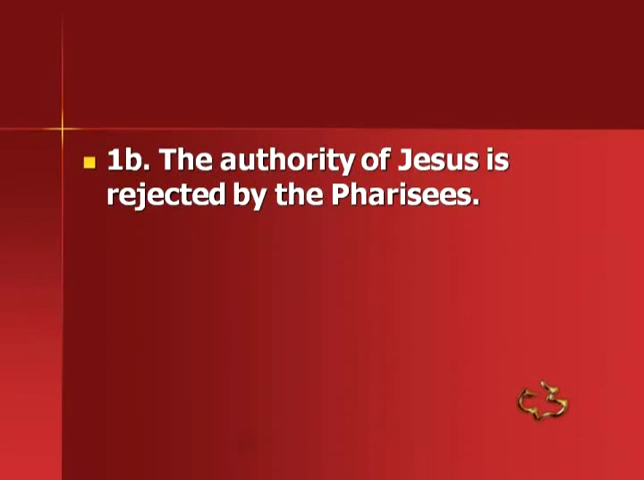 1b. The authority of Jesus is
rejected by the Pharisees.